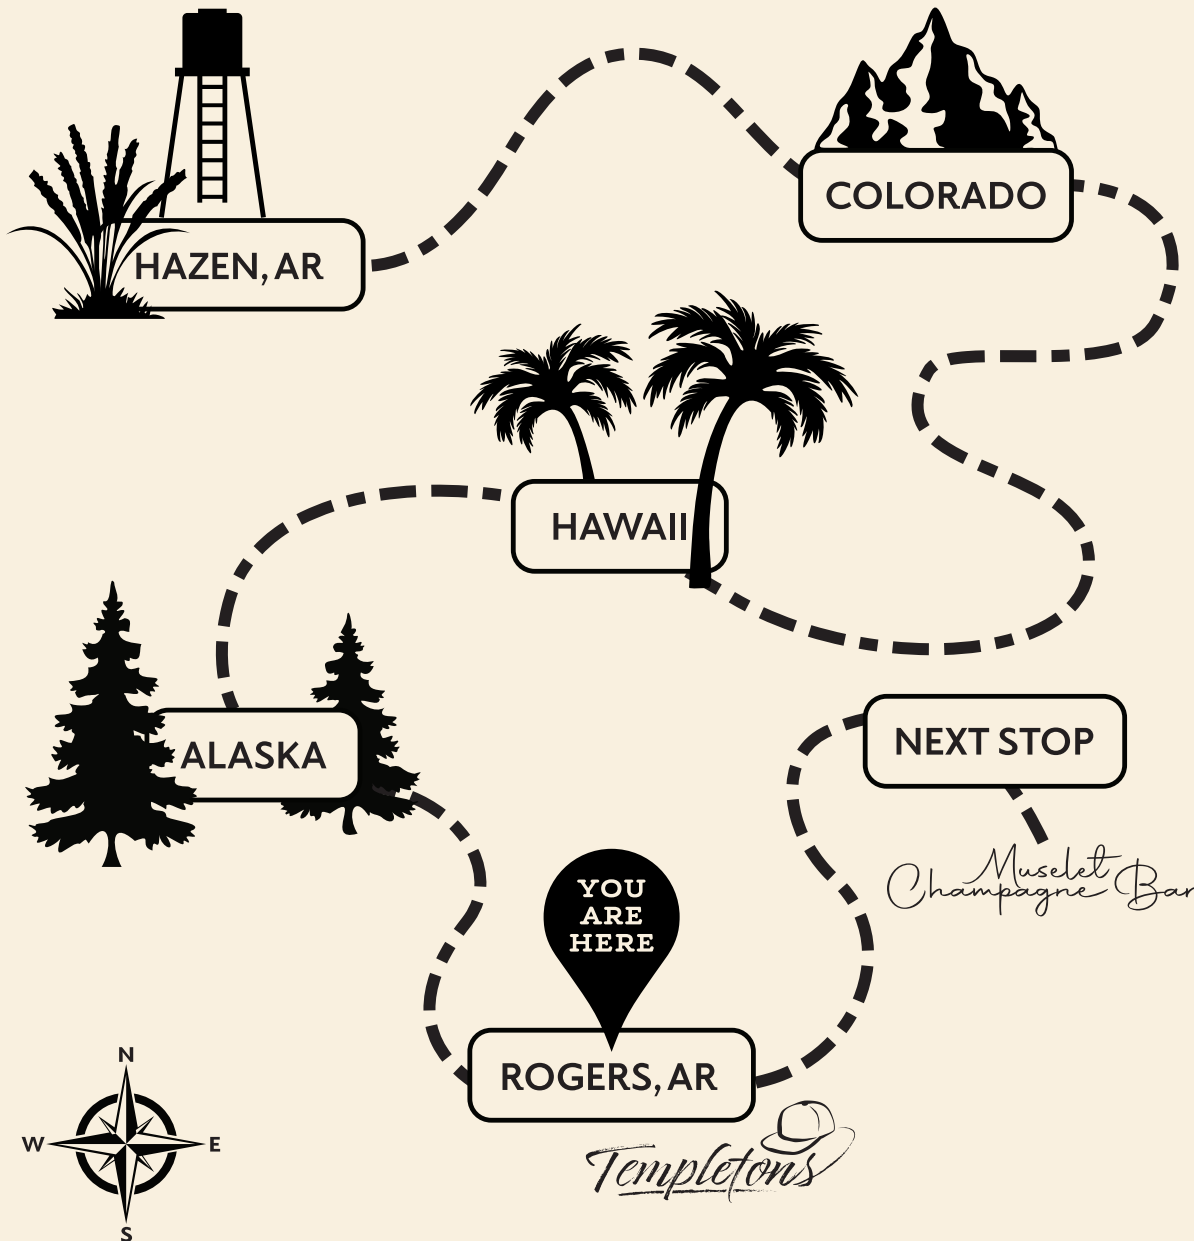 HAZEN, AR
COLORADO
HAWAII
ALASKA
NEXT STOP
Muselet
Champagne Bar
YOU
ARE
HERE
ROGERS, AR
Templetons
N
W
E
S